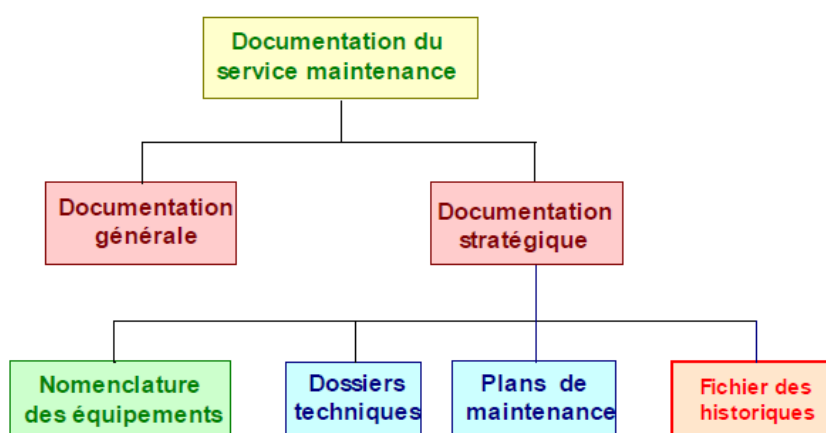 Documentation du
service maintenance
Documentation
générale
Documentation
stratégique
Nomenclature
des équipements
Dossiers
techniques
Plans de
maintenance
Fichier des
historiques